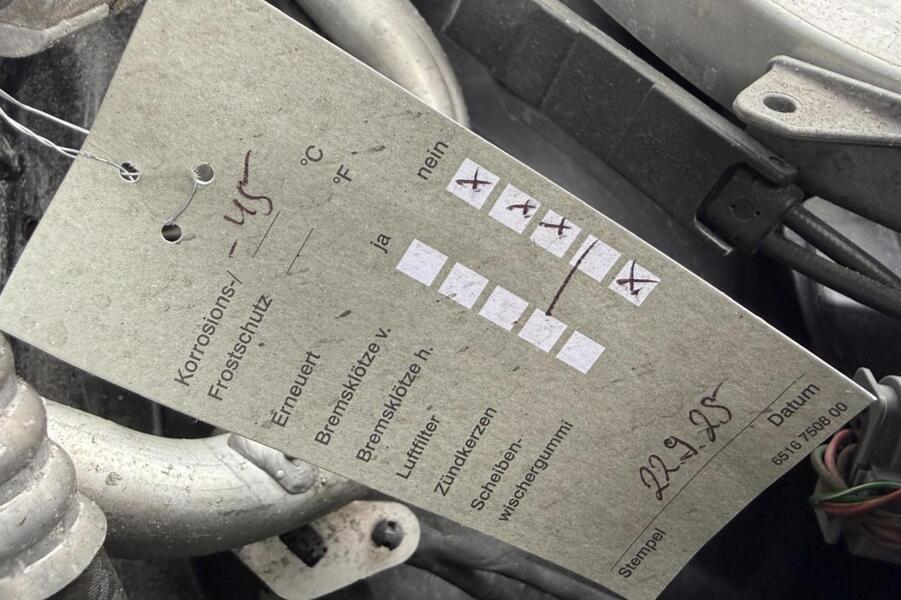 Korrosions-/ - 45 °C
Frostschutz °F
ja nein
Erneuert
Bremsklötze v. x
Bremsklötze h. x
Luftfilter x
Zündkerzen /
Scheiben-
wischergummi x
22.9.25
Stempel Datum
6516 7508 00